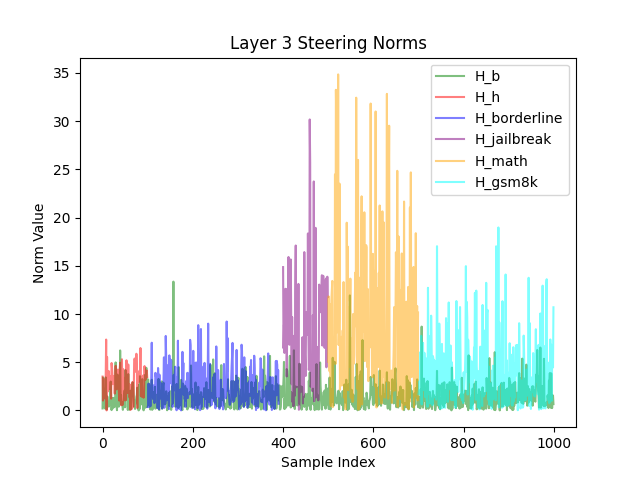 Layer 3 Steering Norms
H_b
H_h
H_borderline
H_jailbreak
H_math
H_gsm8k
Norm Value
35
30
25
20
15
10
5
0
0 200 400 600 800 1000
Sample Index